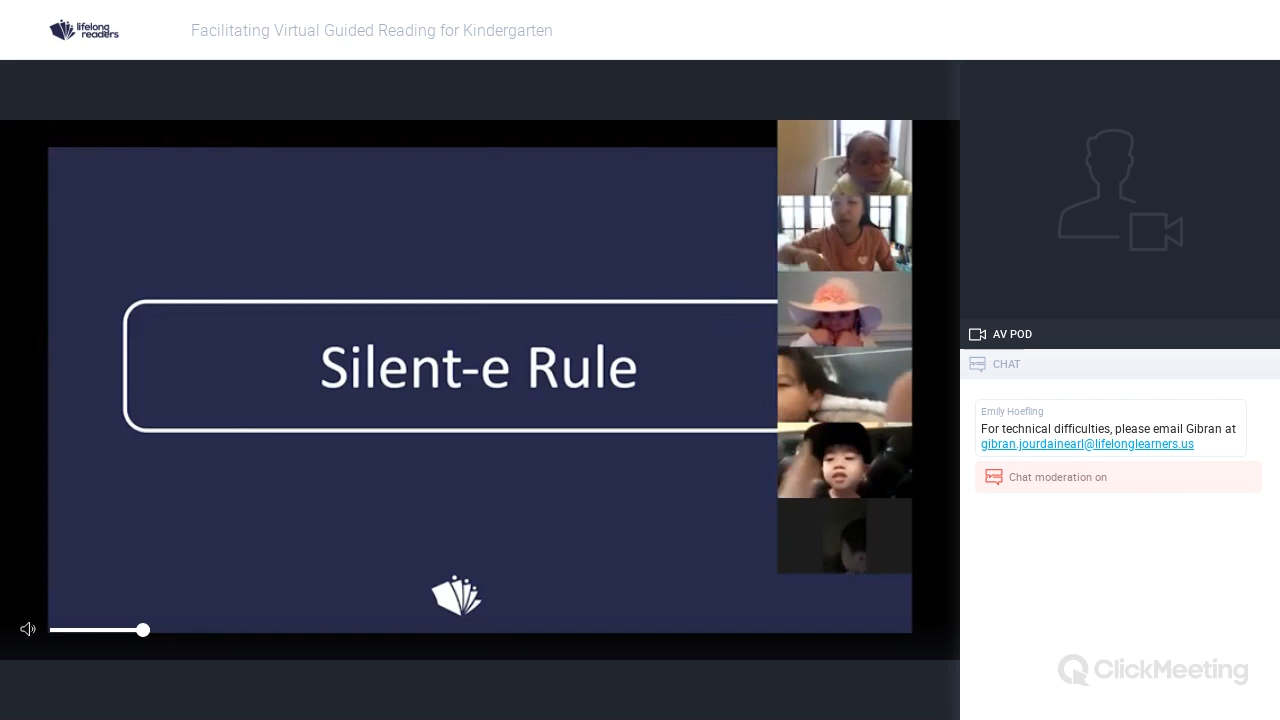 lifelong
readers
Facilitating Virtual Guided Reading for Kindergarten
Silent-e Rule
AV POD
CHAT
Emily Hoefling
For technical difficulties, please email Gibran at
gibran.jourdainearl@lifelonglearners.us
Chat moderation on
ClickMeeting